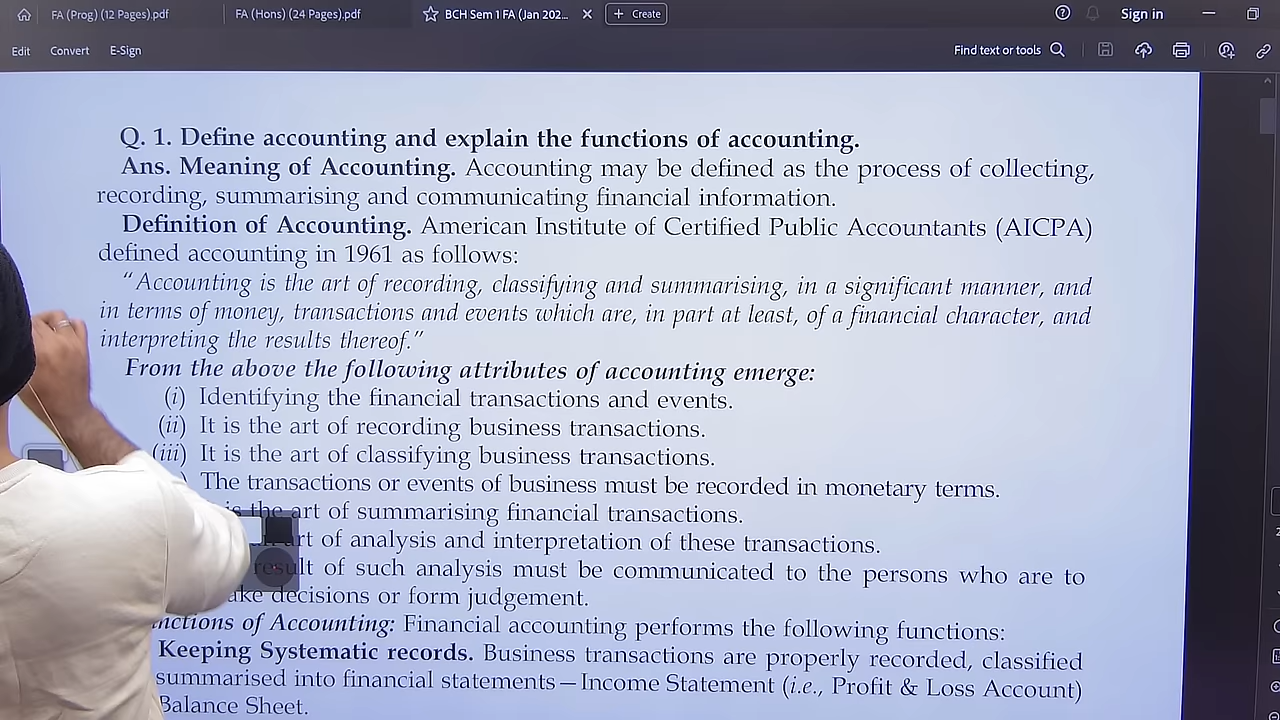 FA (Prog) (12 Pages).pdf
FA (Hons) (24 Pages).pdf
BCH Sem 1 FA (Jan 202...
+ Create
Sign in
Edit
Convert
E-Sign
Find text or tools
Q. 1. Define accounting and explain the functions of accounting.
Ans. Meaning of Accounting. Accounting may be defined as the process of collecting,
recording, summarising and communicating financial information.
Definition of Accounting. American Institute of Certified Public Accountants (AICPA)
defined accounting in 1961 as follows:
“Accounting is the art of recording, classifying and summarising, in a significant manner, and
in terms of money, transactions and events which are, in part at least, of a financial character, and
interpreting the results thereof.”
From the above the following attributes of accounting emerge:
(i) Identifying the financial transactions and events.
(ii) It is the art of recording business transactions.
(iii) It is the art of classifying business transactions.
The transactions or events of business must be recorded in monetary terms.
is the art of summarising financial transactions.
art of analysis and interpretation of these transactions.
result of such analysis must be communicated to the persons who are to
decisions or form judgement.
of Accounting: Financial accounting performs the following functions:
Keeping Systematic records. Business transactions are properly recorded, classified
summarised into financial statements—Income Statement (i.e., Profit & Loss Account)
Balance Sheet.